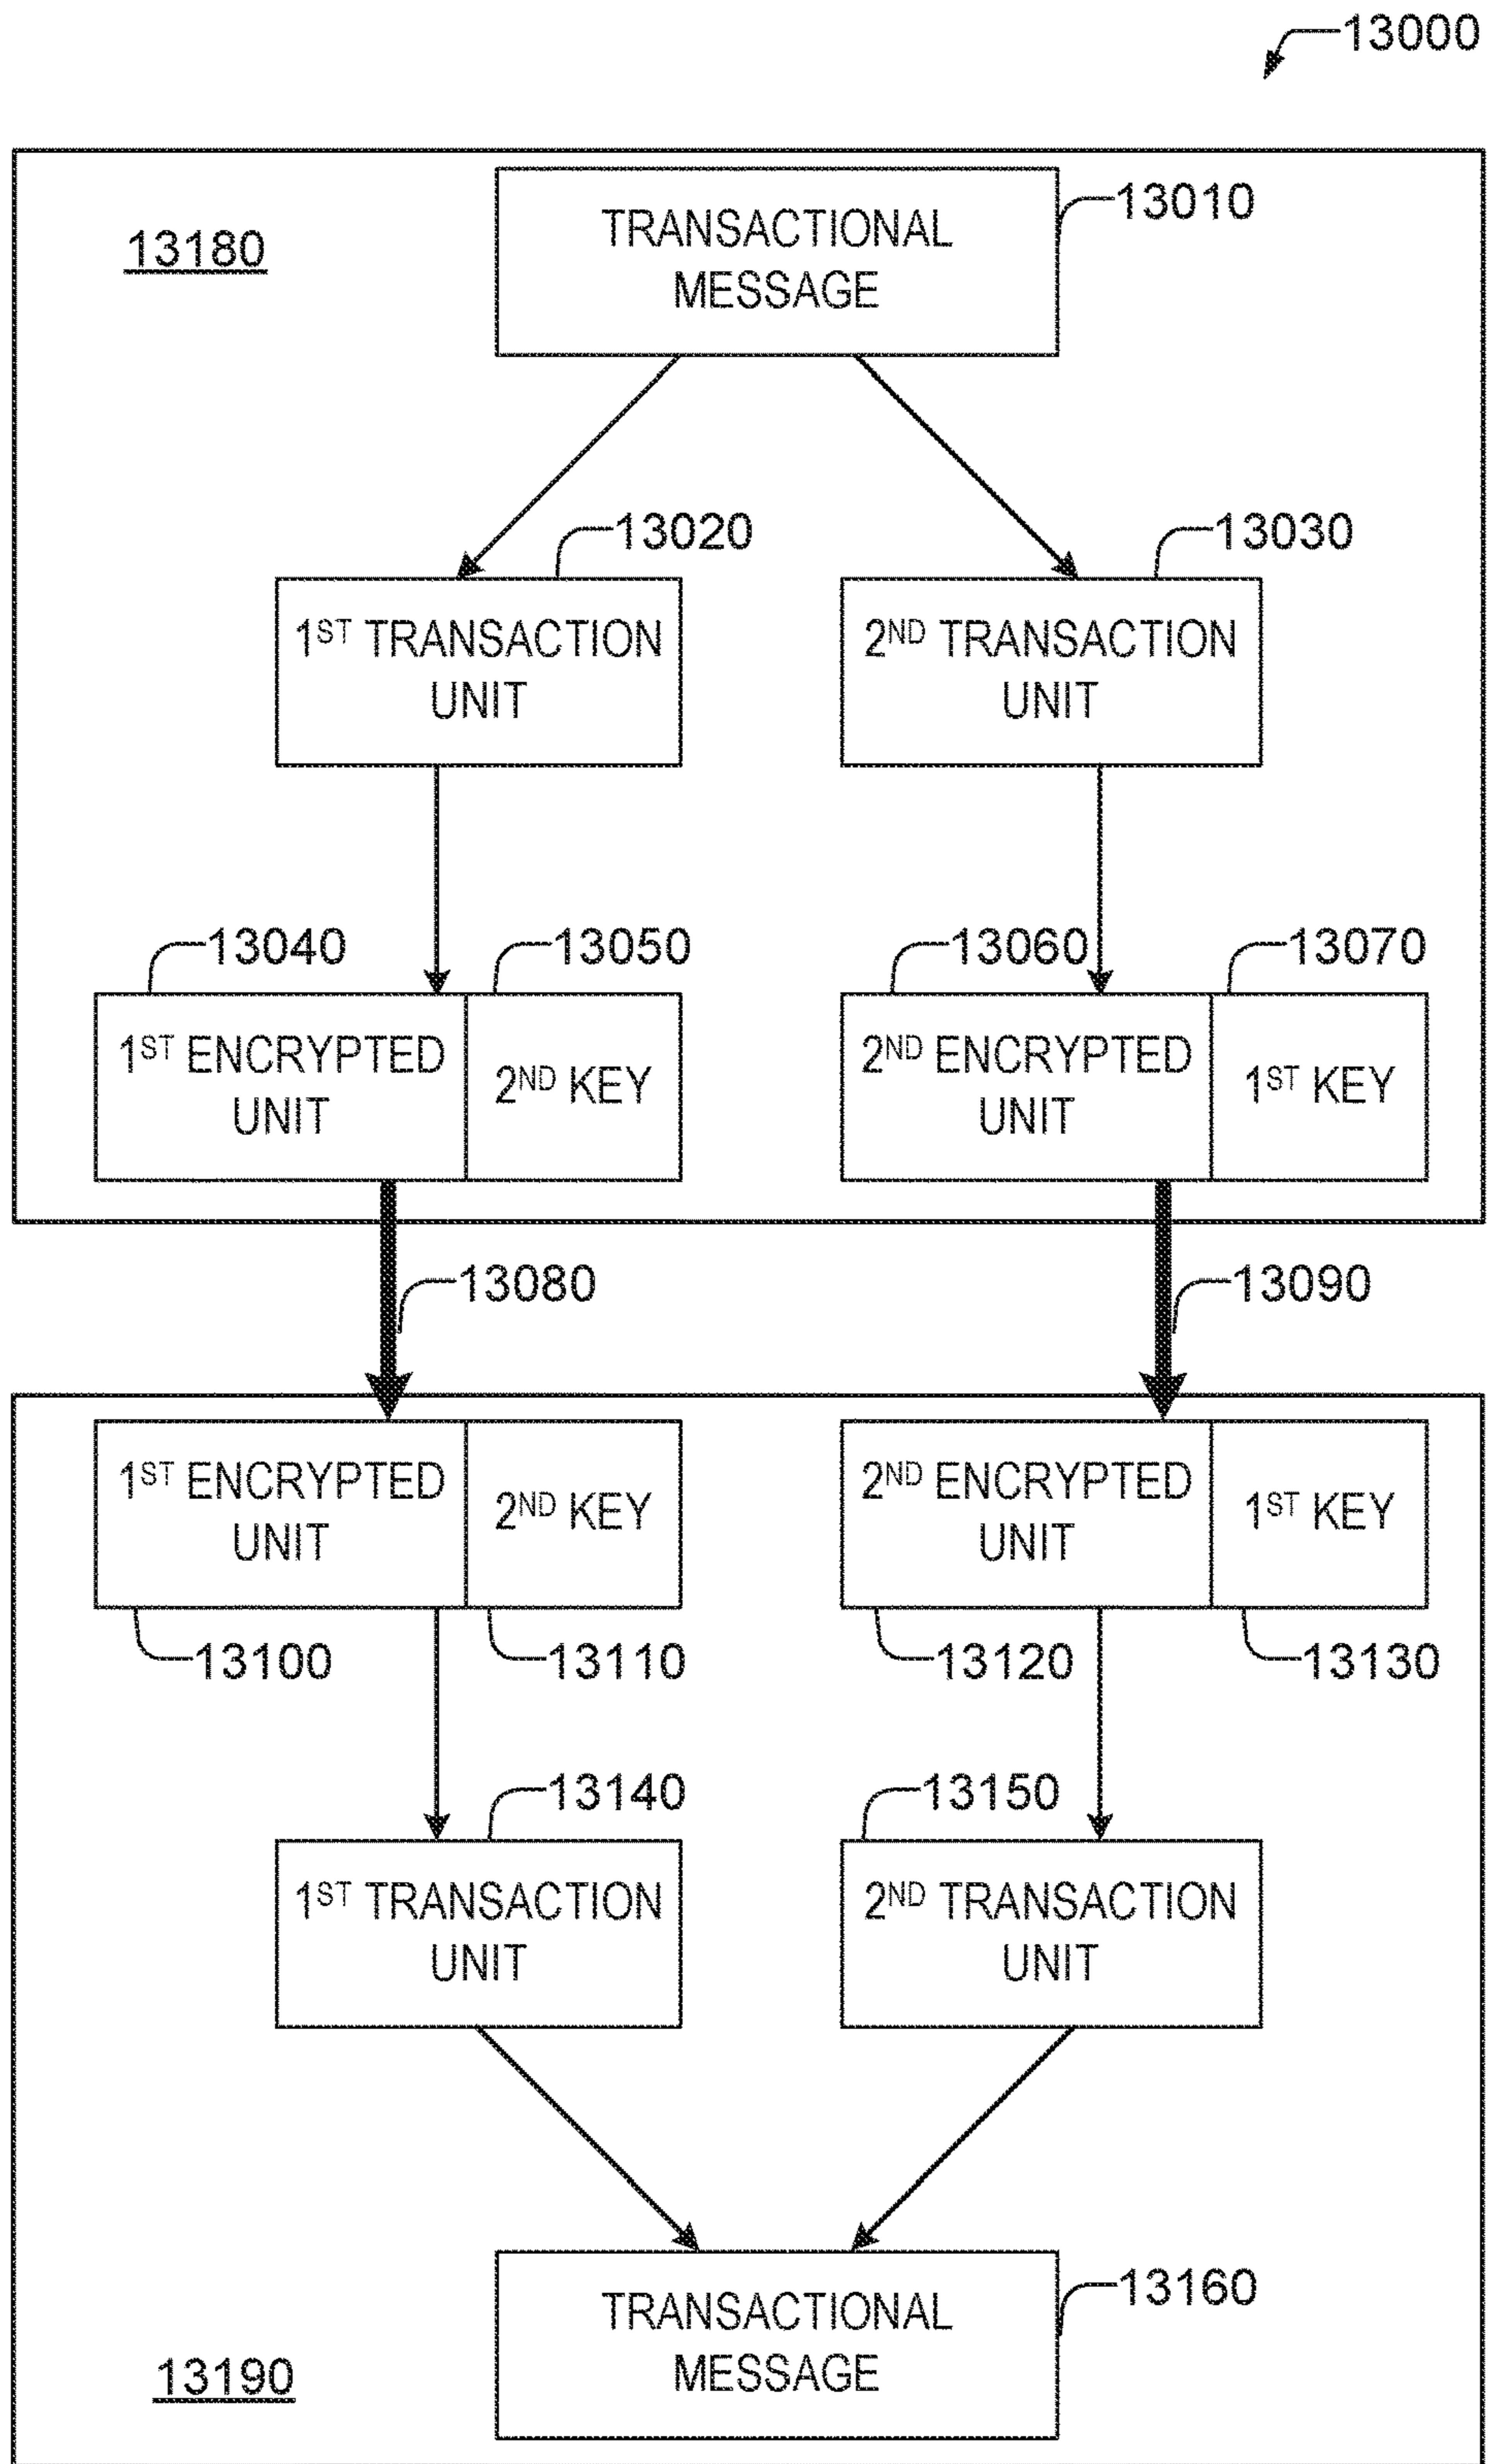 13000
TRANSACTIONAL
MESSAGE
13010
13180
13020
13030
1ST TRANSACTION
UNIT
2ND TRANSACTION
UNIT
13040
13050
13060
13070
1ST ENCRYPTED
UNIT
2ND KEY
2ND ENCRYPTED
UNIT
1ST KEY
13080
13090
1ST ENCRYPTED
UNIT
2ND KEY
2ND ENCRYPTED
UNIT
1ST KEY
13100
13110
13120
13130
13140
13150
1ST TRANSACTION
UNIT
2ND TRANSACTION
UNIT
13160
TRANSACTIONAL
MESSAGE
13190